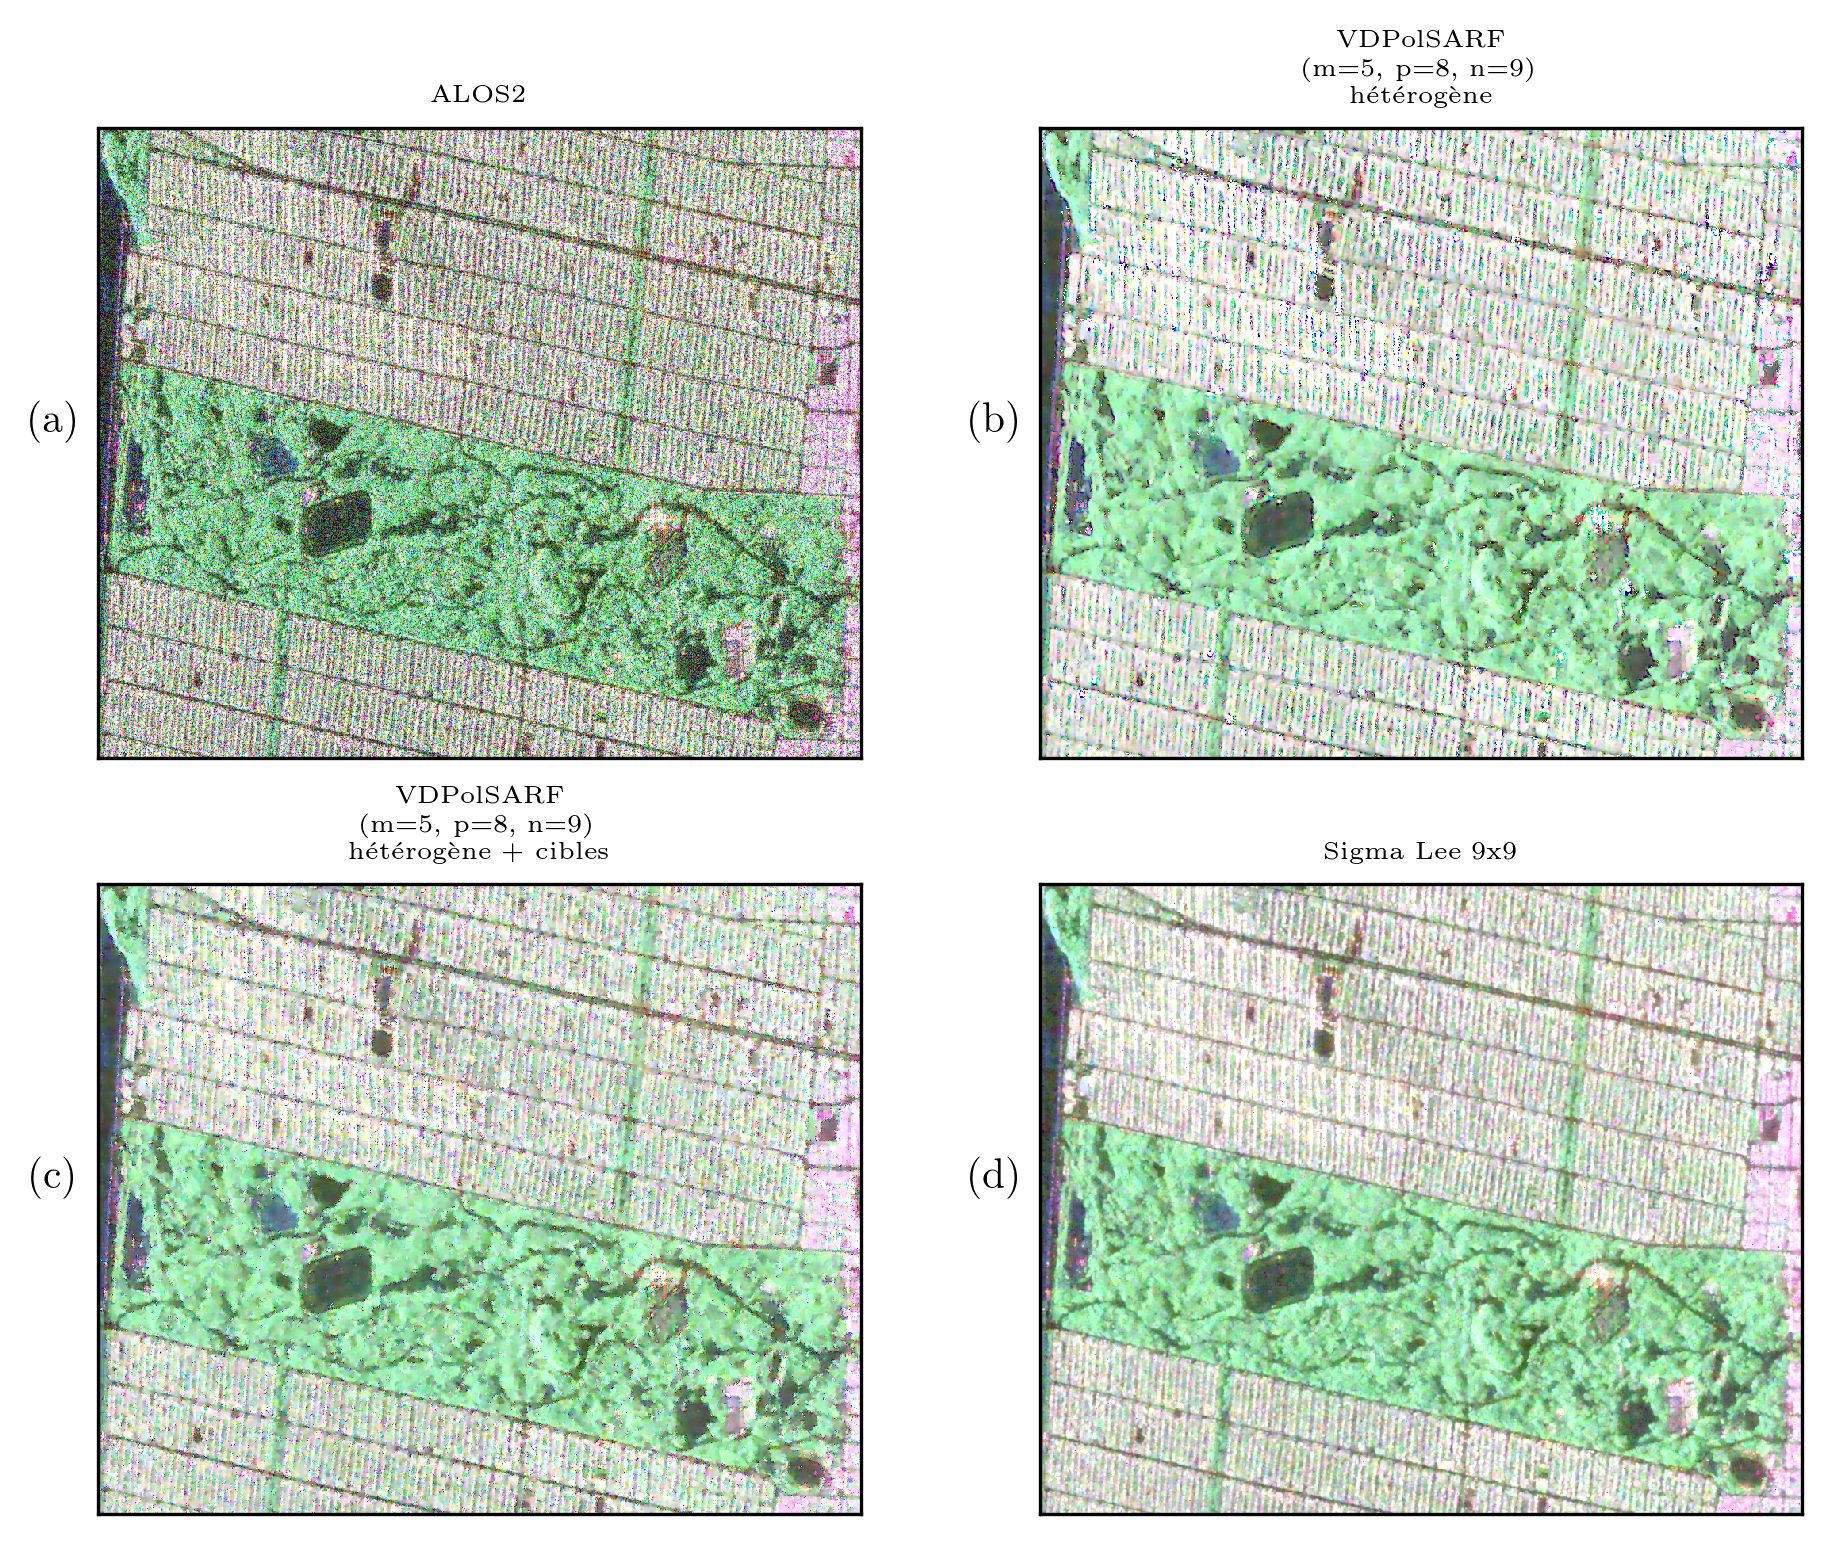 ALOS2
(a)
VDPolSARF
(m=5, p=8, n=9)
hétérogène
(b)
VDPolSARF
(m=5, p=8, n=9)
hétérogène + cibles
(c)
Sigma Lee 9x9
(d)